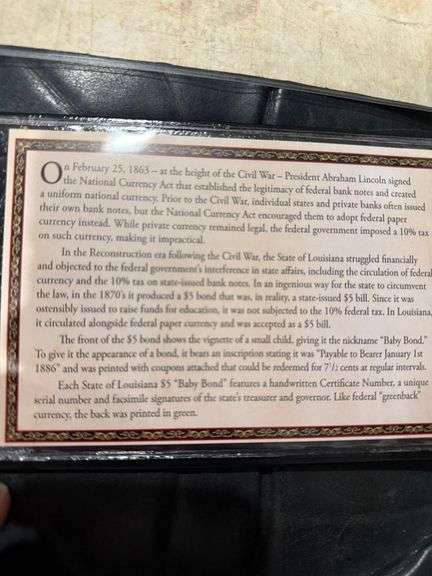 On February 25, 1863 – at the height of the Civil War – President Abraham Lincoln signed
the National Currency Act that established the legitimacy of federal bank notes and created
a uniform national currency. Prior to the Civil War, individual states and private banks often issued
their own bank notes, but the National Currency Act encouraged them to adopt federal paper
currency instead. While private currency remained legal, the federal government imposed a 10% tax
on such currency, making it impractical.
In the Reconstruction era following the Civil War, the State of Louisiana struggled financially
and objected to the federal government's interference in state affairs, including the circulation of federal
currency and the 10% tax on state-issued bank notes. In an ingenious way for the state to circumvent
the law, in the 1870's it produced a $5 bond that was, in reality, a state-issued $5 bill. Since it was
ostensibly issued to raise funds for education, it was not subjected to the 10% federal tax. In Louisiana,
it circulated alongside federal paper currency and was accepted as a $5 bill.
The front of the $5 bond shows the vignette of a small child, giving it the nickname "Baby Bond."
To give it the appearance of a bond, it bears an inscription stating it was "Payable to Bearer January 1st
1886" and was printed with coupons attached that could be redeemed for 7 1/2 cents at regular intervals.
Each State of Louisiana $5 "Baby Bond" features a handwritten Certificate Number, a unique
serial number and facsimile signatures of the state's treasurer and governor. Like federal "greenback"
currency, the back was printed in green.